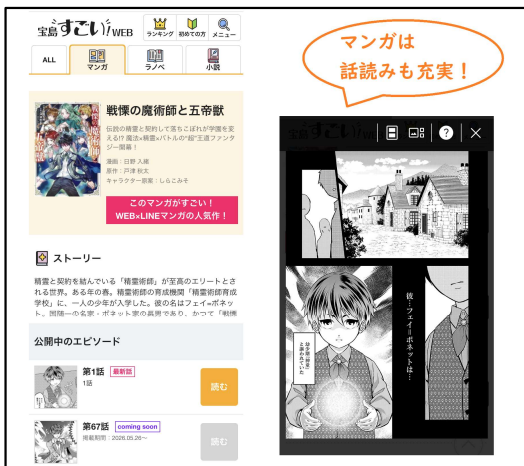 宝島すごい!WEB
ランキング
初めての方
メニュー
ALL
マンガ
ラノベ
小説
戦慄の魔術師と五帝獣
伝説の精霊と契約して落ちこぼれが学園を変
える!? 魔法×精霊×バトルの“超”王道ファンタ
ジー開幕！
漫画：日野 入織
原作：戸津 秋太
キャラクター原案：しらこみそ
このマンガがすごい！
WEB×LINEマンガの人気作！
ストーリー
精霊と契約を結んでいる「精霊術師」が至高のエリートとさ
れる世界。ある年の春。精霊術師の育成機関「精霊術師育成
学校」に、一人の少年が入学した。彼の名はフェイ=ボネッ
公開中のエピソード
第1話 最新話
1話
読む
第67話 coming soon
掲載期間：2026.05.26～
読む
マンガは
話読みも充実！
彼…フェイ=ボネットは…